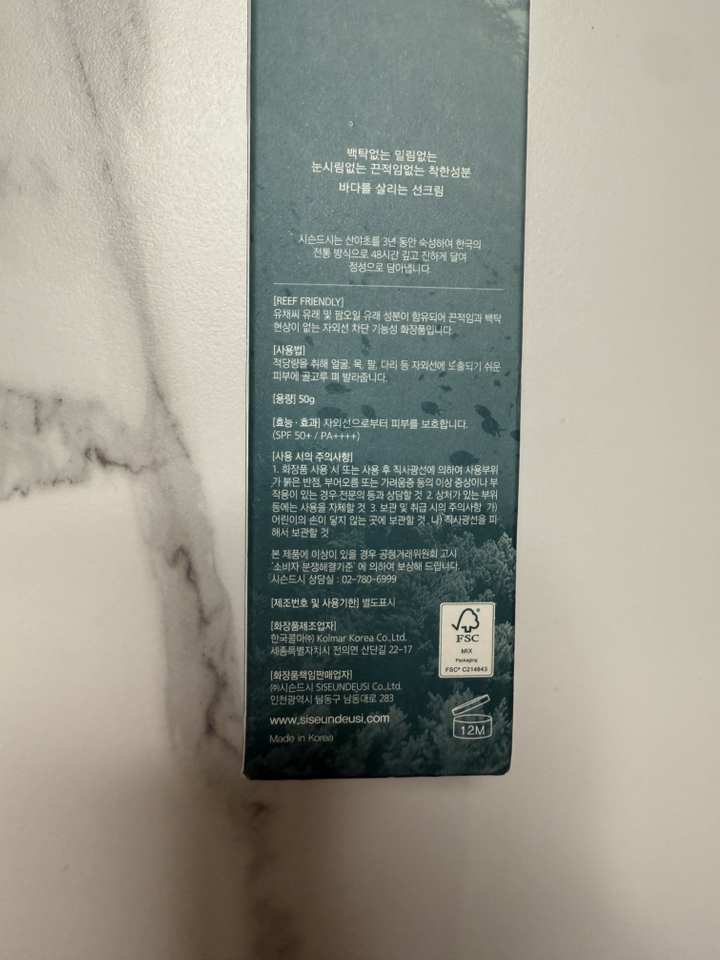 백탁없는 밀림없는
눈시림없는 끈적임없는 착한성분
바다를 살리는 선크림
시슨드시는 산야초를 3년 동안 숙성하여 한국의
전통 방식으로 48시간 깊고 진하게 달여
정성으로 담아냅니다.
[REEF FRIENDLY]
유채씨 유래 및 팜오일 유래 성분이 함유되어 끈적임과 백탁
현상이 없는 자외선 차단 기능성 화장품입니다.
[사용법]
적당량을 취해 얼굴, 목, 팔, 다리 등 자외선에 노출되기 쉬운
피부에 골고루 펴 발라줍니다.
[용량] 50g
[효능·효과] 자외선으로부터 피부를 보호합니다.
(SPF 50+ / PA++++)
[사용 시의 주의사항]
1. 화장품 사용 시 또는 사용 후 직사광선에 의하여 사용부위
가 붉은 반점, 부어오름 또는 가려움증 등의 이상 증상이나 부
작용이 있는 경우 전문의 등과 상담할 것 2. 상처가 있는 부위
등에는 사용을 자제할 것 3. 보관 및 취급 시의 주의사항 가)
어린이의 손이 닿지 않는 곳에 보관할 것 나) 직사광선을 피
해서 보관할 것
본 제품에 이상이 있을 경우 공정거래위원회 고시
'소비자 분쟁해결기준' 에 의하여 보상해 드립니다.
시슨드시 상담실 : 02-780-6999
[제조번호 및 사용기한] 별도표시
[화장품제조업자]
한국콜마㈜ Kolmar Korea Co.,Ltd.
세종특별자치시 전의면 산단길 22-17
[화장품책임판매업자]
㈜시슨드시 SISEUNDEUSI Co.,Ltd.
인천광역시 남동구 남동대로 283
www.siseundeusi.com
Made in Korea
FSC
MIX
Packaging
FSC® C214643
12M